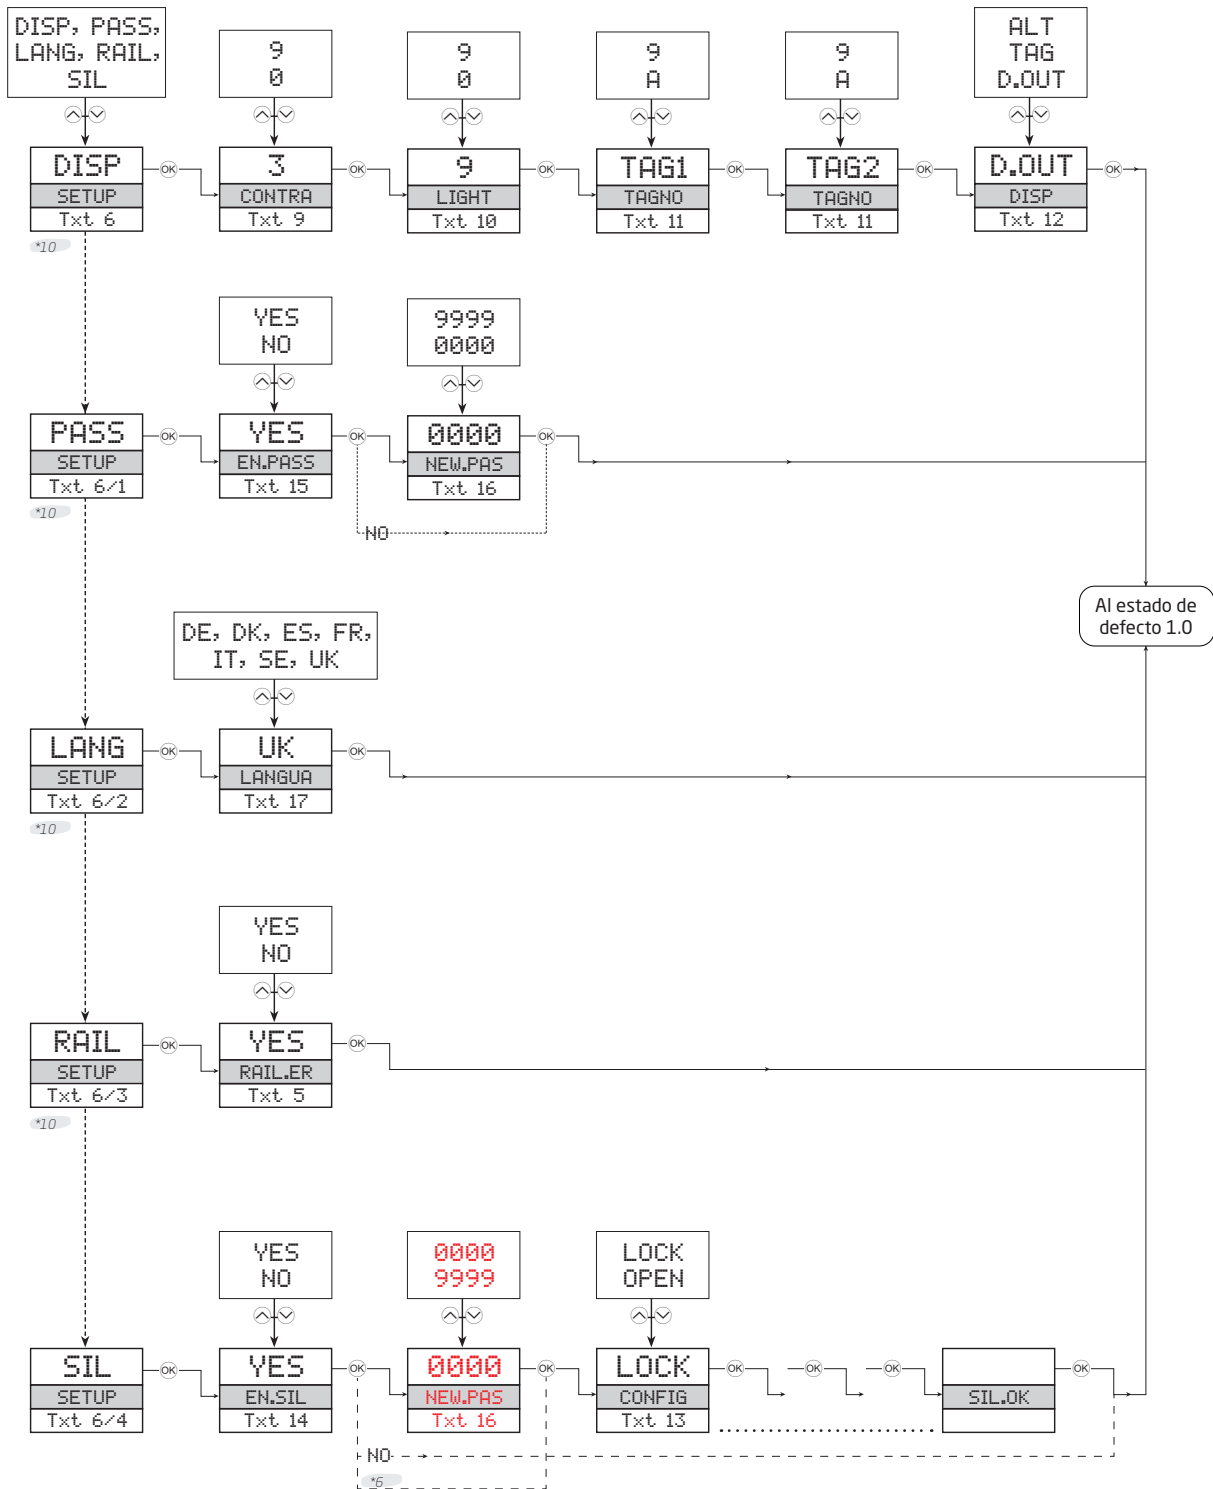 DISP, PASS,
LANG, RAIL,
SIL
9
0
9
0
9
A
9
A
ALT
TAG
D.OUT
DISP
SETUP
Txt 6
*10
OK
3
CONTRA
Txt 9
OK
9
LIGHT
Txt 10
OK
TAG1
TAGNO
Txt 11
OK
TAG2
TAGNO
Txt 11
OK
D.OUT
DISP
Txt 12
OK
YES
NO
9999
0000
PASS
SETUP
Txt 6/1
*10
OK
YES
EN.PASS
Txt 15
OK
0000
NEW.PAS
Txt 16
OK
NO
Al estado de
defecto 1.0
DE, DK, ES, FR,
IT, SE, UK
LANG
SETUP
Txt 6/2
*10
OK
UK
LANGUA
Txt 17
OK
YES
NO
RAIL
SETUP
Txt 6/3
*10
OK
YES
RAIL.ER
Txt 5
OK
YES
NO
0000
9999
LOCK
OPEN
SIL
SETUP
Txt 6/4
OK
YES
EN.SIL
Txt 14
OK
0000
NEW.PAS
Txt 16
OK
LOCK
CONFIG
Txt 13
OK
OK
OK
SIL.OK
OK
NO
*6